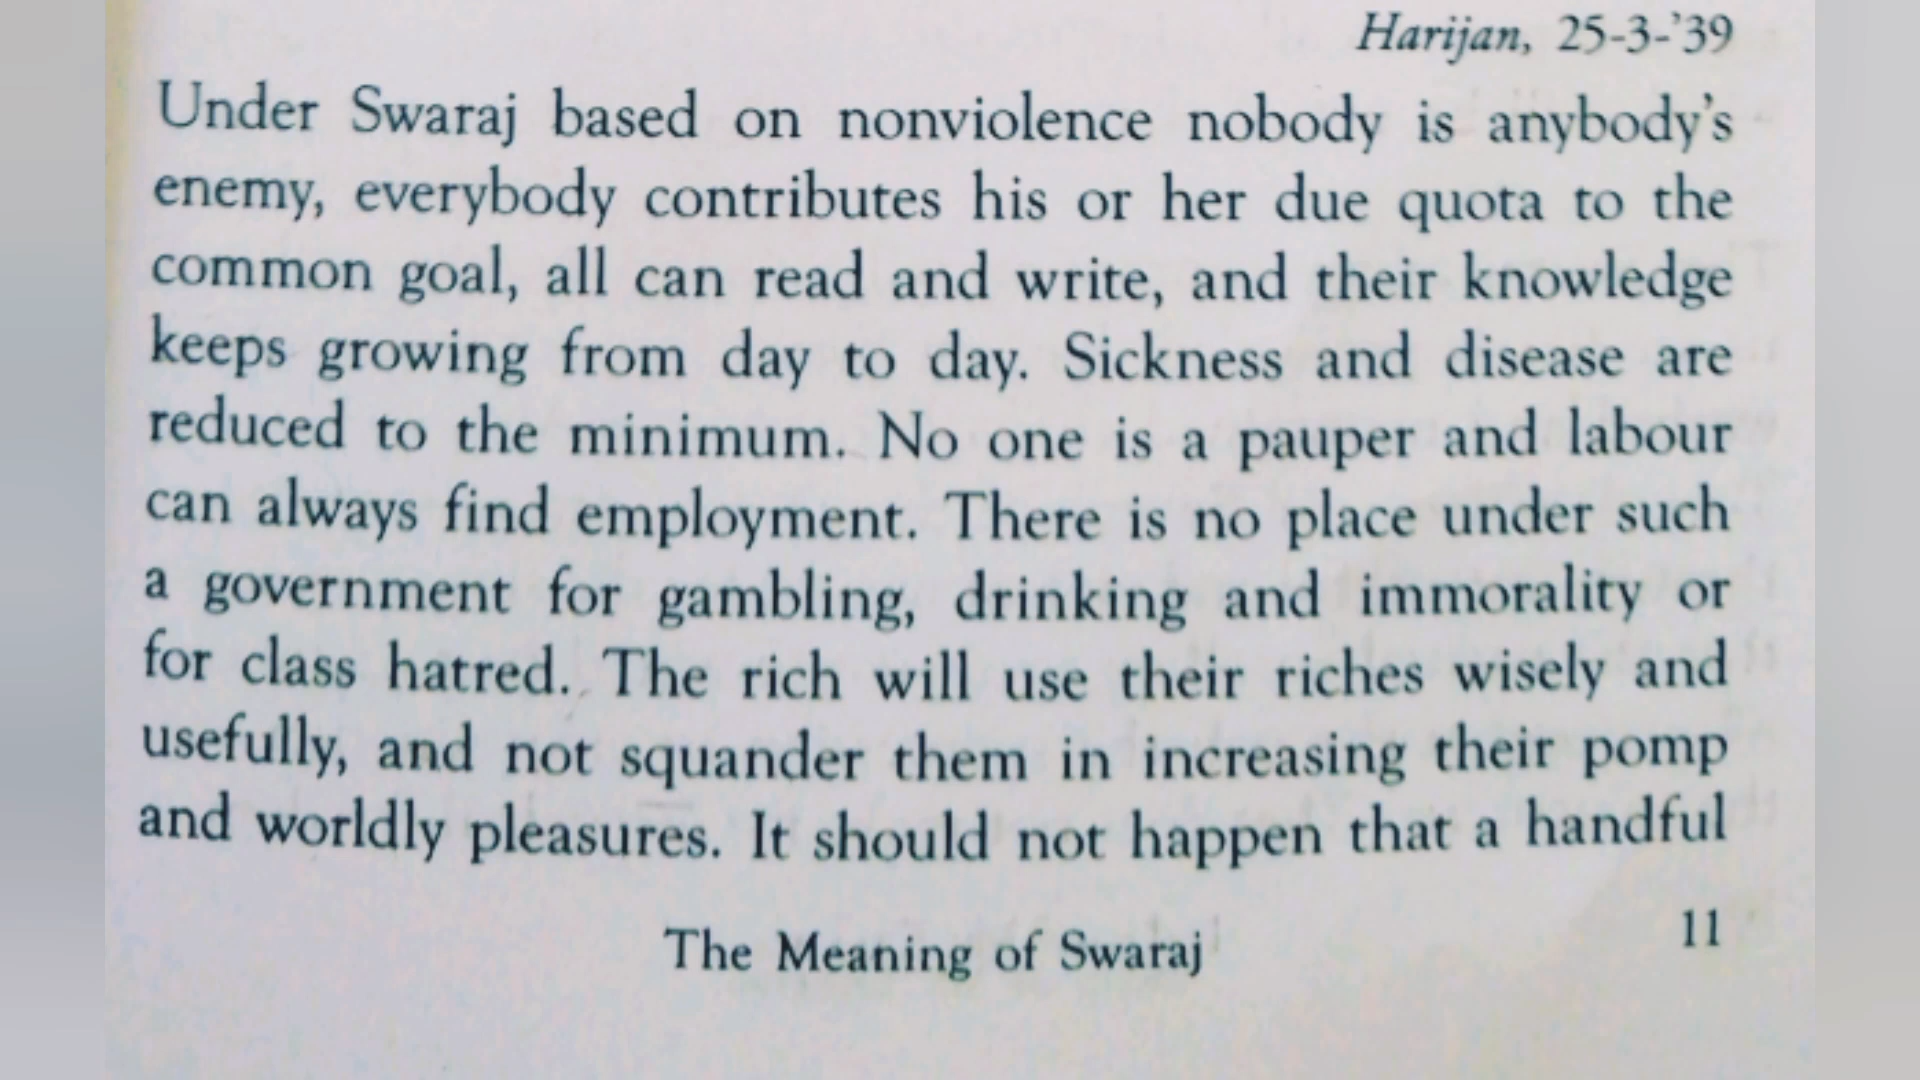 Harijan, 25-3-'39
Under Swaraj based on nonviolence nobody is anybody's
enemy, everybody contributes his or her due quota to the
common goal, all can read and write, and their knowledge
keeps growing from day to day. Sickness and disease are
reduced to the minimum. No one is a pauper and labour
can always find employment. There is no place under such
a government for gambling, drinking and immorality or
for class hatred. The rich will use their riches wisely and
usefully, and not squander them in increasing their pomp
and worldly pleasures. It should not happen that a handful
The Meaning of Swaraj 11